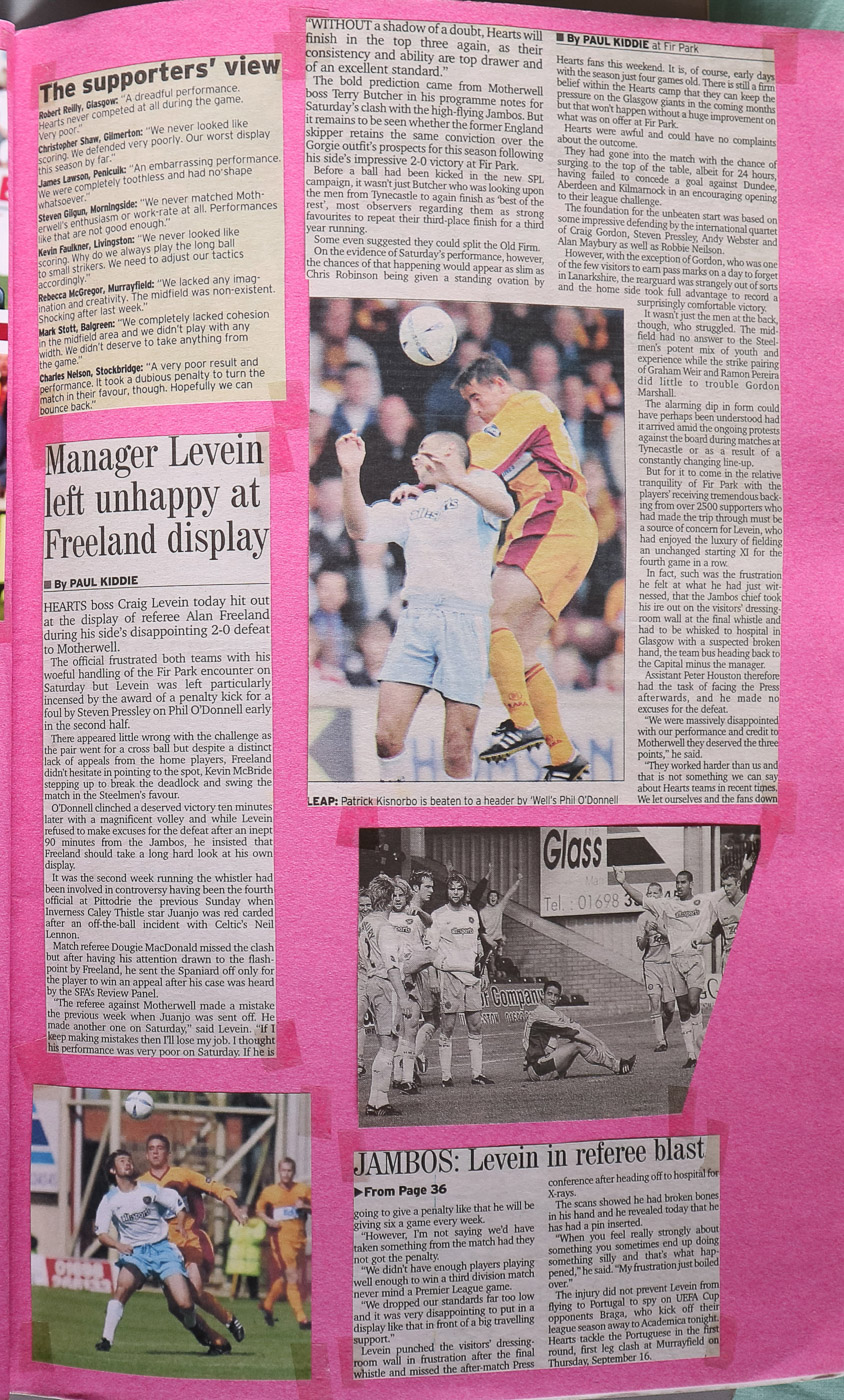 The supporters' view
Robert Reilly, Glasgow: "A dreadful performance.
Hearts never competed at all during the game.
Very poor."
Christopher Shaw, Gilmerton: "We never looked like
scoring. We defended very poorly. Our worst display
this season by far."
James Lawson, Penicuik: "An embarrassing performance.
We were completely toothless and had no shape
whatsoever."
Steven Gilgun, Morningside: "We never matched Moth-
erwell's enthusiasm or work-rate at all. Performances
like that are not good enough."
Kevin Faulkner, Livingston: "We never looked like
scoring. Why do we always play the long ball
to small strikers. We need to adjust our tactics
accordingly."
Rebecca McGregor, Murrayfield: "We lacked any imag-
ination and creativity. The midfield was non-existent.
Shocking after last week."
Mark Stott, Balgreen: "We completely lacked cohesion
in the midfield area and we didn't play with any
width. We didn't deserve to take anything from
the game."
Charles Nelson, Stockbridge: "A very poor result and
performance. It took a dubious penalty to turn the
match in their favour, though. Hopefully we can
bounce back."
Manager Levein
left unhappy at
Freeland display
■ By PAUL KIDDIE
HEARTS boss Craig Levein today hit out
at the display of referee Alan Freeland
during his side's disappointing 2-0 defeat
to Motherwell.
The official frustrated both teams with his
woeful handling of the Fir Park encounter on
Saturday but Levein was left particularly
incensed by the award of a penalty kick for a
foul by Steven Pressley on Phil O'Donnell early
in the second half.
There appeared little wrong with the challenge as
the pair went for a cross ball but despite a distinct
lack of appeals from the home players, Freeland
didn't hesitate in pointing to the spot, Kevin McBride
stepping up to break the deadlock and swing the
match in the Steelmen's favour.
O'Donnell clinched a deserved victory ten minutes
later with a magnificent volley and while Levein
refused to make excuses for the defeat after an inept
90 minutes from the Jambos, he insisted that
Freeland should take a long hard look at his own
display.
It was the second week running the whistler had
been involved in controversy having been the fourth
official at Pittodrie the previous Sunday when
Inverness Caley Thistle star Juanjo was red carded
after an off-the-ball incident with Celtic's Neil
Lennon.
Match referee Dougie MacDonald missed the clash
but after having his attention drawn to the flash-
point by Freeland, he sent the Spaniard off only for
the player to win an appeal after his case was heard
by the SFA's Review Panel.
"The referee against Motherwell made a mistake
the previous week when Juanjo was sent off. He
made another one on Saturday," said Levein. "If I
keep making mistakes then I'll lose my job. I thought
his performance was very poor on Saturday. If he is
"WITHOUT a shadow of a doubt, Hearts will
finish in the top three again, as their
consistency and ability are top drawer and
of an excellent standard."
The bold prediction came from Motherwell
boss Terry Butcher in his programme notes for
Saturday's clash with the high-flying Jambos. But
it remains to be seen whether the former England
skipper retains the same conviction over the
Gorgie outfit's prospects for this season following
his side's impressive 2-0 victory at Fir Park.
Before a ball had been kicked in the new SPL
campaign, it wasn't just Butcher who was looking upon
the men from Tynecastle to again finish as 'best of the
rest', most observers regarding them as strong
favourites to repeat their third-place finish for a third
year running.
Some even suggested they could split the Old Firm.
On the evidence of Saturday's performance, however,
the chances of that happening would appear as slim as
Chris Robinson being given a standing ovation by
■ By PAUL KIDDIE at Fir Park
Hearts fans this weekend. It is, of course, early days
with the season just four games old. There is still a firm
belief within the Hearts camp that they can keep the
pressure on the Glasgow giants in the coming months
but that won't happen without a huge improvement on
what was on offer at Fir Park.
Hearts were awful and could have no complaints
about the outcome.
They had gone into the match with the chance of
surging to the top of the table, albeit for 24 hours,
having failed to concede a goal against Dundee,
Aberdeen and Kilmarnock in an encouraging opening
to their league challenge.
The foundation for the unbeaten start was based on
some impressive defending by the international quartet
of Craig Gordon, Steven Pressley, Andy Webster and
Alan Maybury as well as Robbie Neilson.
However, with the exception of Gordon, who was one
of the few visitors to earn pass marks on a day to forget
in Lanarkshire, the rearguard was strangely out of sorts
and the home side took full advantage to record a
surprisingly comfortable victory.
It wasn't just the men at the back,
though, who struggled. The mid-
field had no answer to the Steel-
men's potent mix of youth and
experience while the strike pairing
of Graham Weir and Ramon Pereira
did little to trouble Gordon
Marshall.
The alarming dip in form could
have perhaps been understood had
it arrived amid the ongoing protests
against the board during matches at
Tynecastle or as a result of a
constantly changing line-up.
But for it to come in the relative
tranquility of Fir Park with the
players' receiving tremendous back-
ing from over 2500 supporters who
had made the trip through must be
a source of concern for Levein, who
had enjoyed the luxury of fielding
an unchanged starting XI for the
fourth game in a row.
In fact, such was the frustration
he felt at what he had just wit-
nessed, that the Jambos chief took
his ire out on the visitors' dressing-
room wall at the final whistle and
had to be whisked to hospital in
Glasgow with a suspected broken
hand, the team bus heading back to
the Capital minus the manager.
Assistant Peter Houston therefore
had the task of facing the Press
afterwards, and he made no
excuses for the defeat.
"We were massively disappointed
with our performance and credit to
Motherwell they deserved the three
points," he said.
"They worked harder than us and
that is not something we can say
about Hearts teams in recent times.
We let ourselves and the fans down
LEAP: Patrick Kisnorbo is beaten to a header by 'Well's Phil O'Donnell
Glass
Tel.: 01698
of Company
JAMBOS: Levein in referee blast
▶From Page 36
going to give a penalty like that he will be
giving six a game every week.
"However, I'm not saying we'd have
taken something from the match had they
not got the penalty.
"We didn't have enough players playing
well enough to win a third division match
never mind a Premier League game.
"We dropped our standards far too low
and it was very disappointing to put in a
display like that in front of a big travelling
support."
Levein punched the visitors' dressing-
room wall in frustration after the final
whistle and missed the after-match Press
conference after heading off to hospital for
X-rays.
The scans showed he had broken bones
in his hand and he revealed today that he
has had a pin inserted.
"When you feel really strongly about
something you sometimes end up doing
something silly and that's what hap-
pened," he said. "My frustration just boiled
over."
The injury did not prevent Levein from
flying to Portugal to spy on UEFA Cup
opponents Braga, who kick off their
league season away to Academica tonight.
Hearts tackle the Portuguese in the first
round, first leg clash at Murrayfield on
Thursday, September 16.